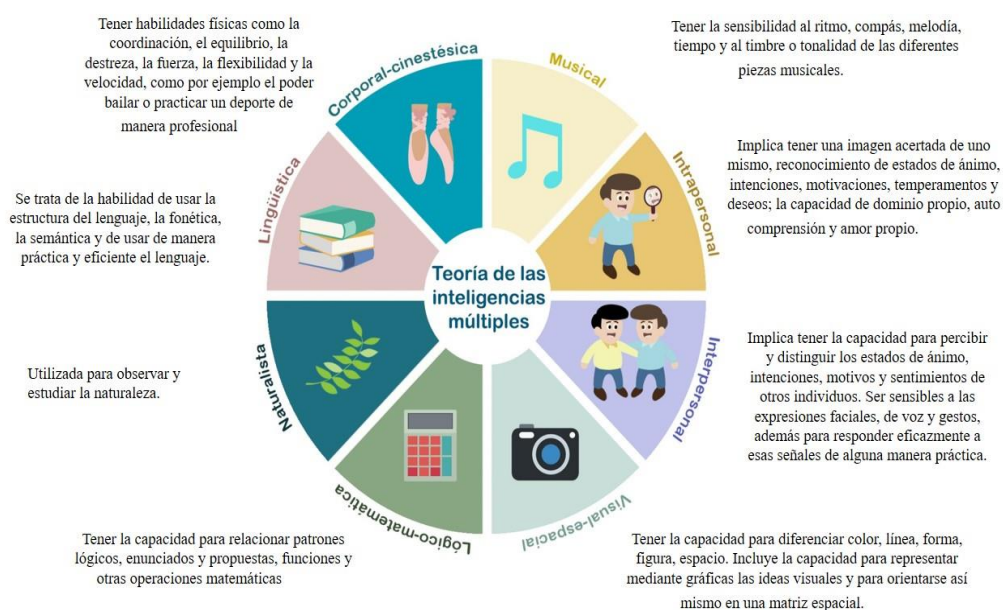 Tener habilidades físicas como la
coordinación, el equilibrio, la
destreza, la fuerza, la flexibilidad y la
velocidad, como por ejemplo el poder
bailar o practicar un deporte de
manera profesional
Corporal-cinestésica
Musical
Tener la sensibilidad al ritmo, compás, melodía,
tiempo y al timbre o tonalidad de las diferentes
piezas musicales.
Se trata de la habilidad de usar la
estructura del lenguaje, la fonética,
la semántica y de usar de manera
práctica y eficiente el lenguaje.
Lingüística
Intrapersonal
Implica tener una imagen acertada de uno
mismo, reconocimiento de estados de ánimo,
intenciones, motivaciones, temperamentos y
deseos; la capacidad de dominio propio, auto
comprensión y amor propio.
Teoría de las
inteligencias
múltiples
Utilizada para observar y
estudiar la naturaleza.
Naturalista
Interpersonal
Implica tener la capacidad para percibir
y distinguir los estados de ánimo,
intenciones, motivos y sentimientos de
otros individuos. Ser sensibles a las
expresiones faciales, de voz y gestos,
además para responder eficazmente a
esas señales de alguna manera práctica.
Lógico-matemática
Visual-espacial
Tener la capacidad para relacionar patrones
lógicos, enunciados y propuestas, funciones y
otras operaciones matemáticas
Tener la capacidad para diferenciar color, línea, forma,
figura, espacio. Incluye la capacidad para representar
mediante gráficas las ideas visuales y para orientarse así
mismo en una matriz espacial.